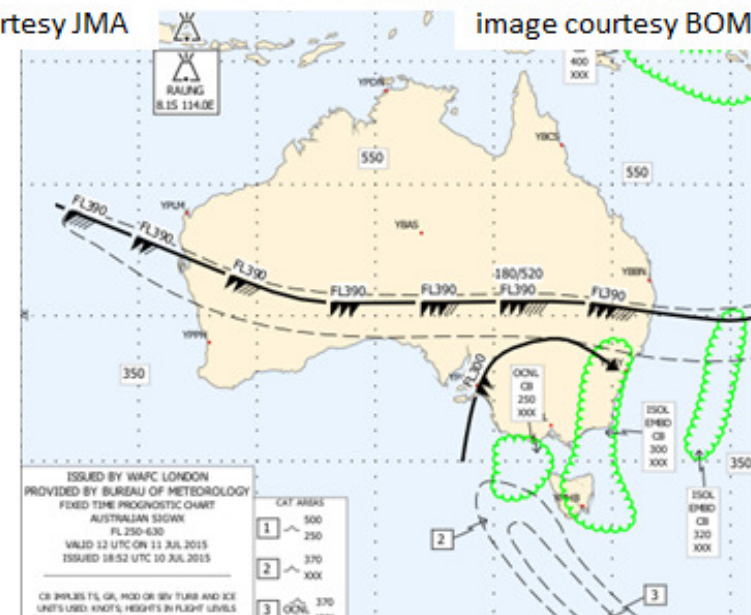 rtesy JMA
image courtesy BOM
400
XXX
RAUNG
8.1S 114.0E
YPDN
YBCS
550
550
FL390
YPLM
FL390
YBAS
FL390
-180/520
YBBN
FL390
FL390
FL390
FL390
YPPH
350
FL300
OCNL
CB
250
XXX
ISOL
EMBD
CB
300
XXX
350
ISOL
EMBD
CB
320
XXX
YMHB
2
3
ISSUED BY WAFC LONDON
PROVIDED BY BUREAU OF METEOROLOGY
FIXED TIME PROGNOSTIC CHART
AUSTRALIAN SIGWX
FL 250-630
VALID 12 UTC ON 11 JUL 2015
ISSUED 18:52 UTC 10 JUL 2015
CB IMPLIES TS, GR, MOD OR SEV TURB AND ICE
UNITS USED: KNOTS; HEIGHTS IN FLIGHT LEVELS
CAT AREAS
1 500
250
2 370
XXX
3 OCNL 370